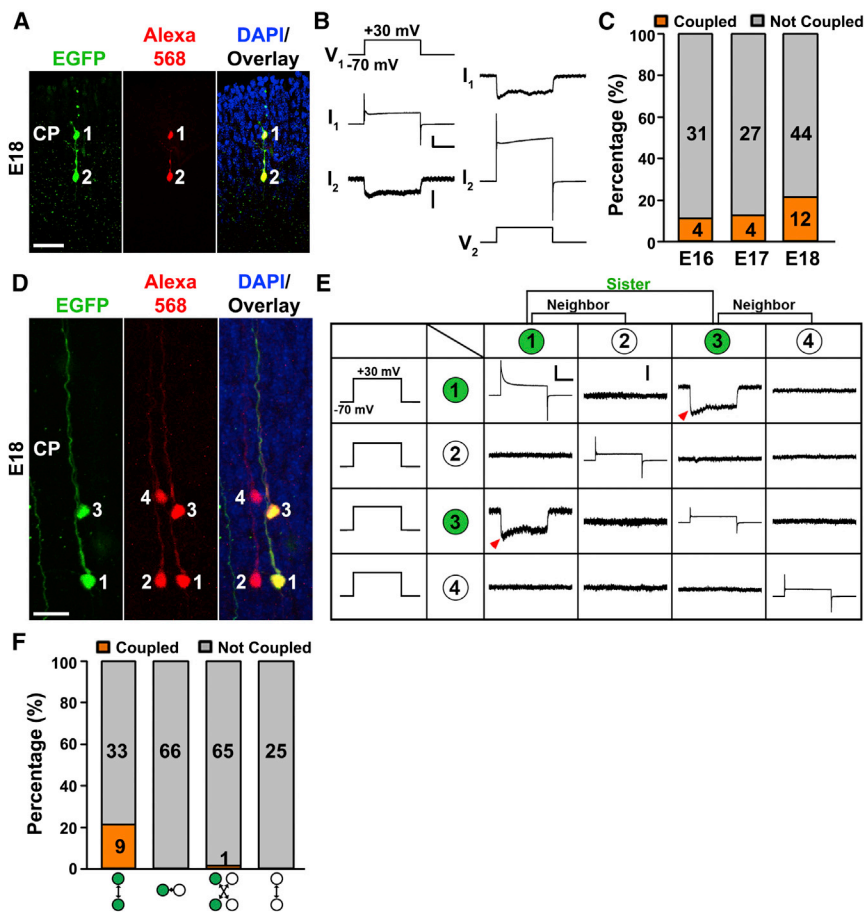 A
EGFP
Alexa 568
DAPI/ Overlay
E18
CP
1
2
1
2
1
2
B
V1
+30 mV
-70 mV
I1
I2
I1
I2
V2
C
Coupled
Not Coupled
Percentage (%)
100
80
60
40
20
0
31
27
44
4
4
12
E16
E17
E18
D
EGFP
Alexa 568
DAPI/ Overlay
E18
CP
3
1
4
3
2
1
4
3
2
1
E
Sister
Neighbor
Neighbor
1
2
3
4
+30 mV
-70 mV
1
2
3
4
F
Coupled
Not Coupled
Percentage (%)
100
80
60
40
20
0
33
66
65
25
9
1